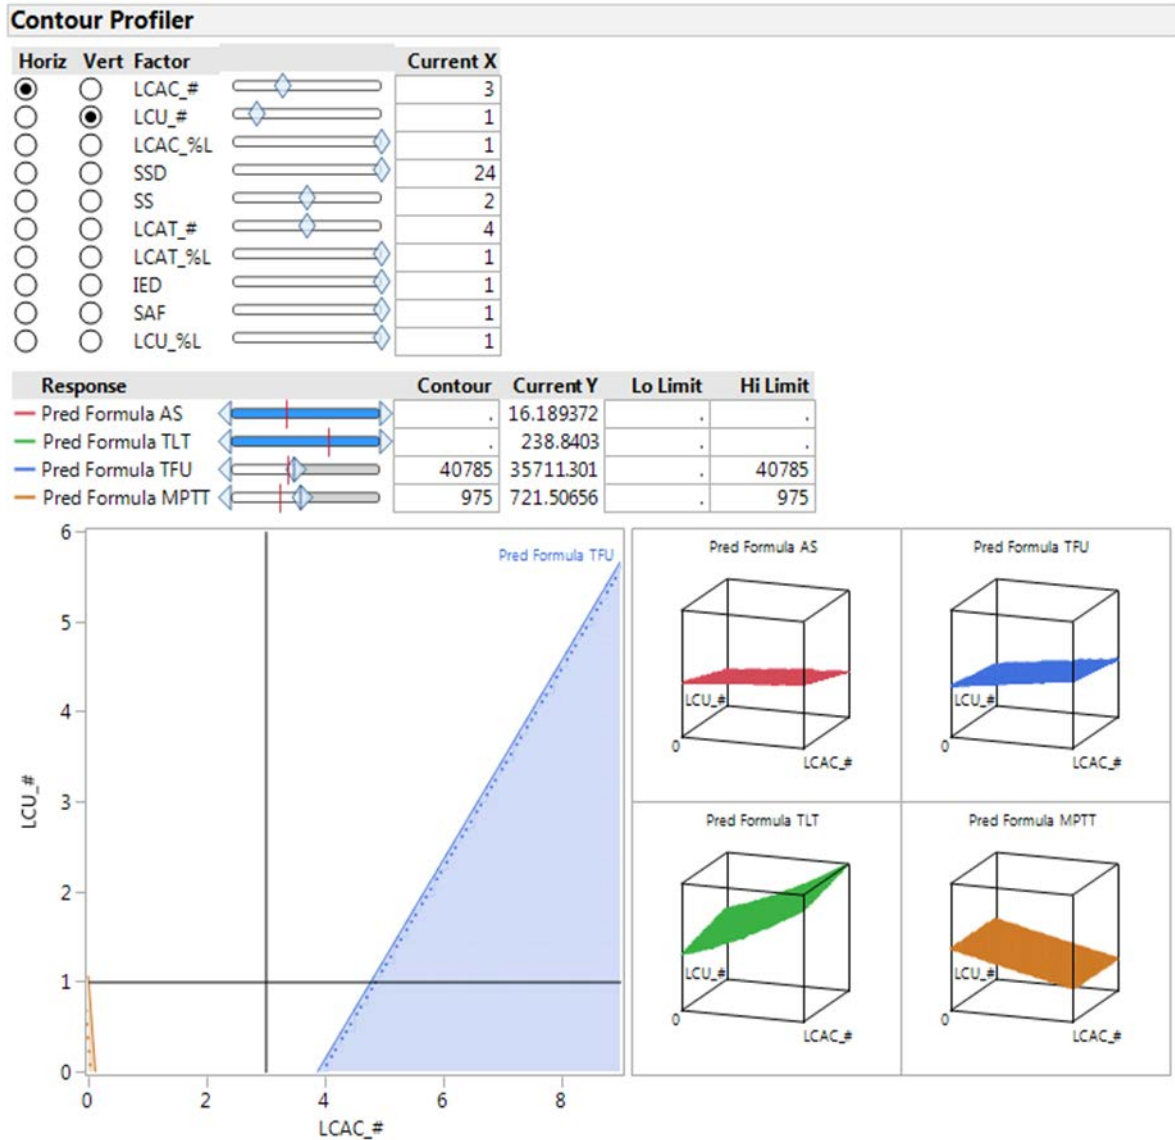 Contour Profiler
Horiz Vert Factor Current X
LCAC_# 3
LCU_# 1
LCAC_%L 1
SSD 24
SS 2
LCAT_# 4
LCAT_%L 1
IED 1
SAF 1
LCU_%L 1
Response Contour Current Y Lo Limit Hi Limit
Pred Formula AS . 16.189372 . .
Pred Formula TLT . 238.8403 . .
Pred Formula TFU 40785 35711.301 . 40785
Pred Formula MPTT 975 721.50656 . 975
6
5
4
3
2
1
0
LCU_#
Pred Formula TFU
0 2 4 6 8
LCAC_#
Pred Formula AS
LCU_#
0
LCAC_#
Pred Formula TFU
LCU_#
0
LCAC_#
Pred Formula TLT
LCU_#
0
LCAC_#
Pred Formula MPTT
LCU_#
0
LCAC_#